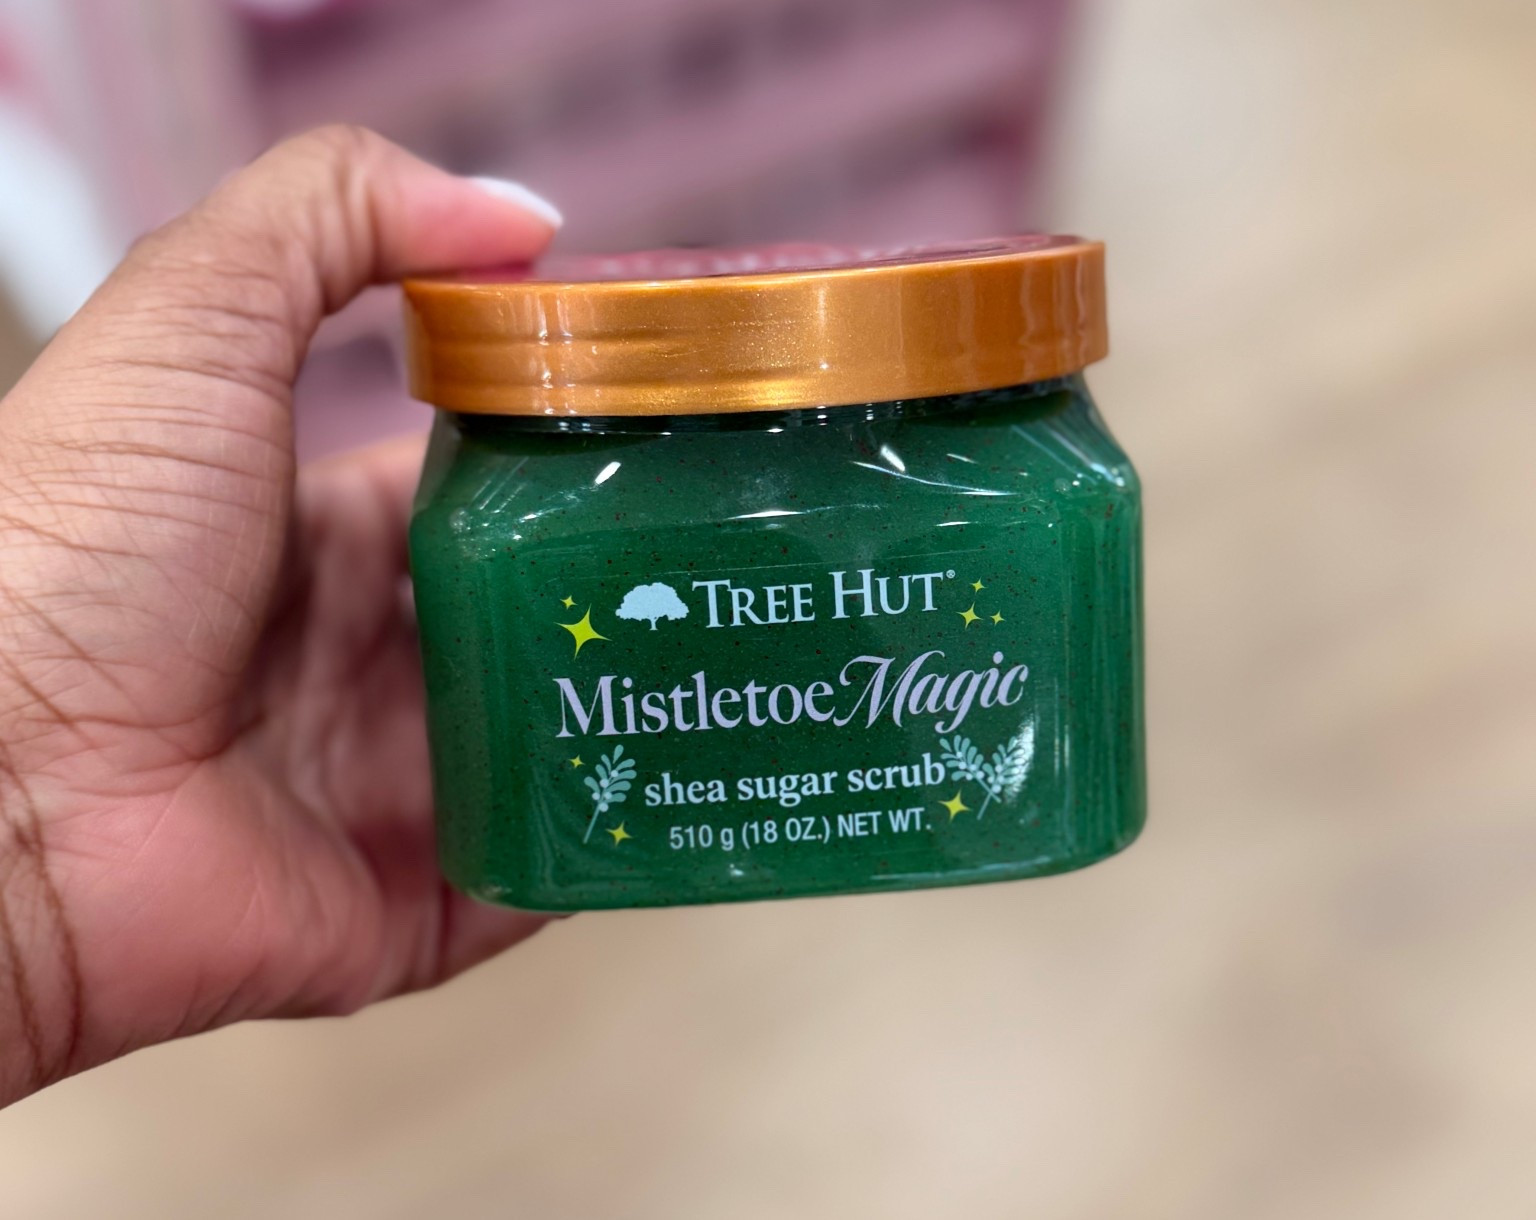 TREE HUT®
Mistletoe Magic
shea sugar scrub
510 g (18 OZ.) NET WT.